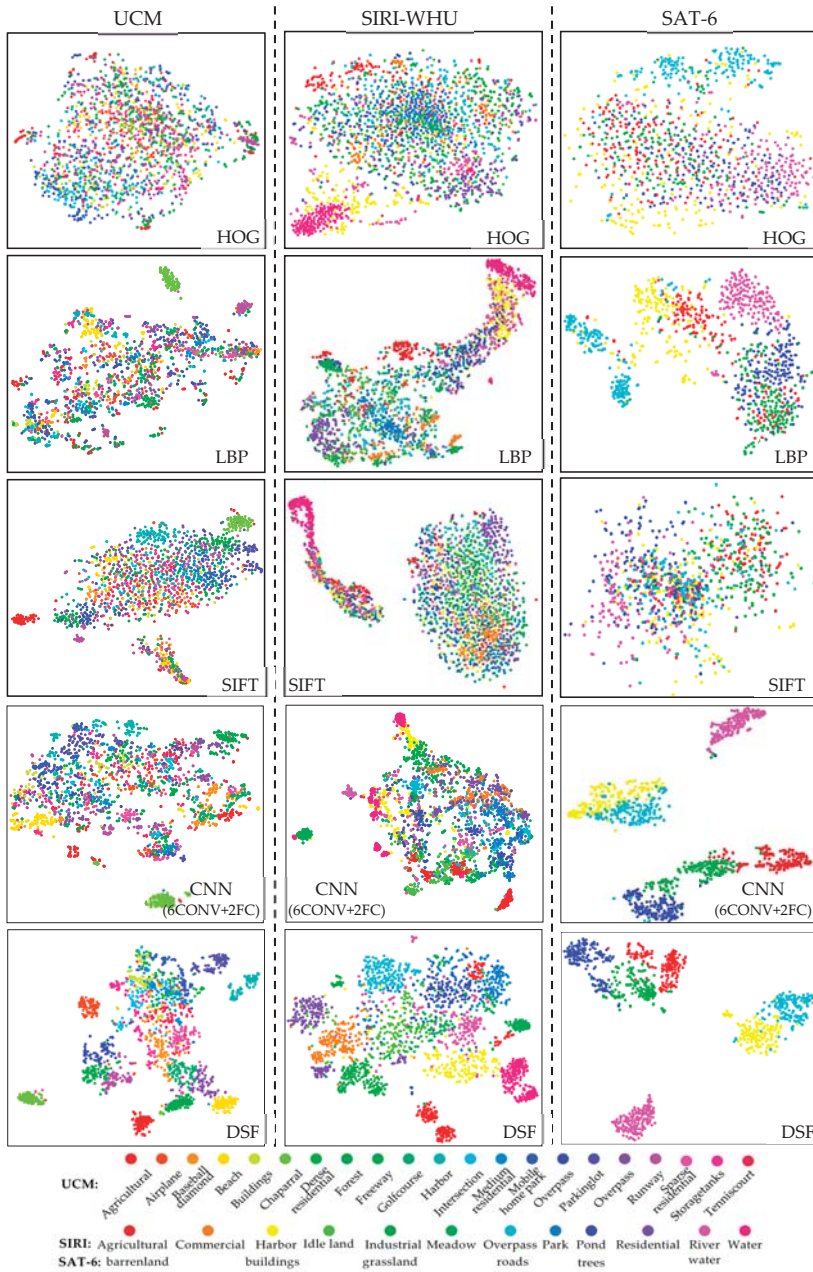 UCM SIRI-WHU SAT-6
HOG HOG HOG
LBP LBP LBP
SIFT SIFT SIFT
CNN CNN CNN
(6CONV+2FC) (6CONV+2FC) (6CONV+2FC)
DSF DSF DSF
UCM: Agricultural Airplane Baseball diamond Beach Buildings Chaparral Dense residential Forest Freeway Golfcourse Harbor Intersection Medium residential Mobile home park Overpass Parkinglot Overpass Runway Sparse residential Storagetanks Tenniscourt
SIRI: Agricultural Commercial Harbor Idle land Industrial Meadow Overpass Park Pond Residential River Water
SAT-6: barrenland buildings grassland roads trees water